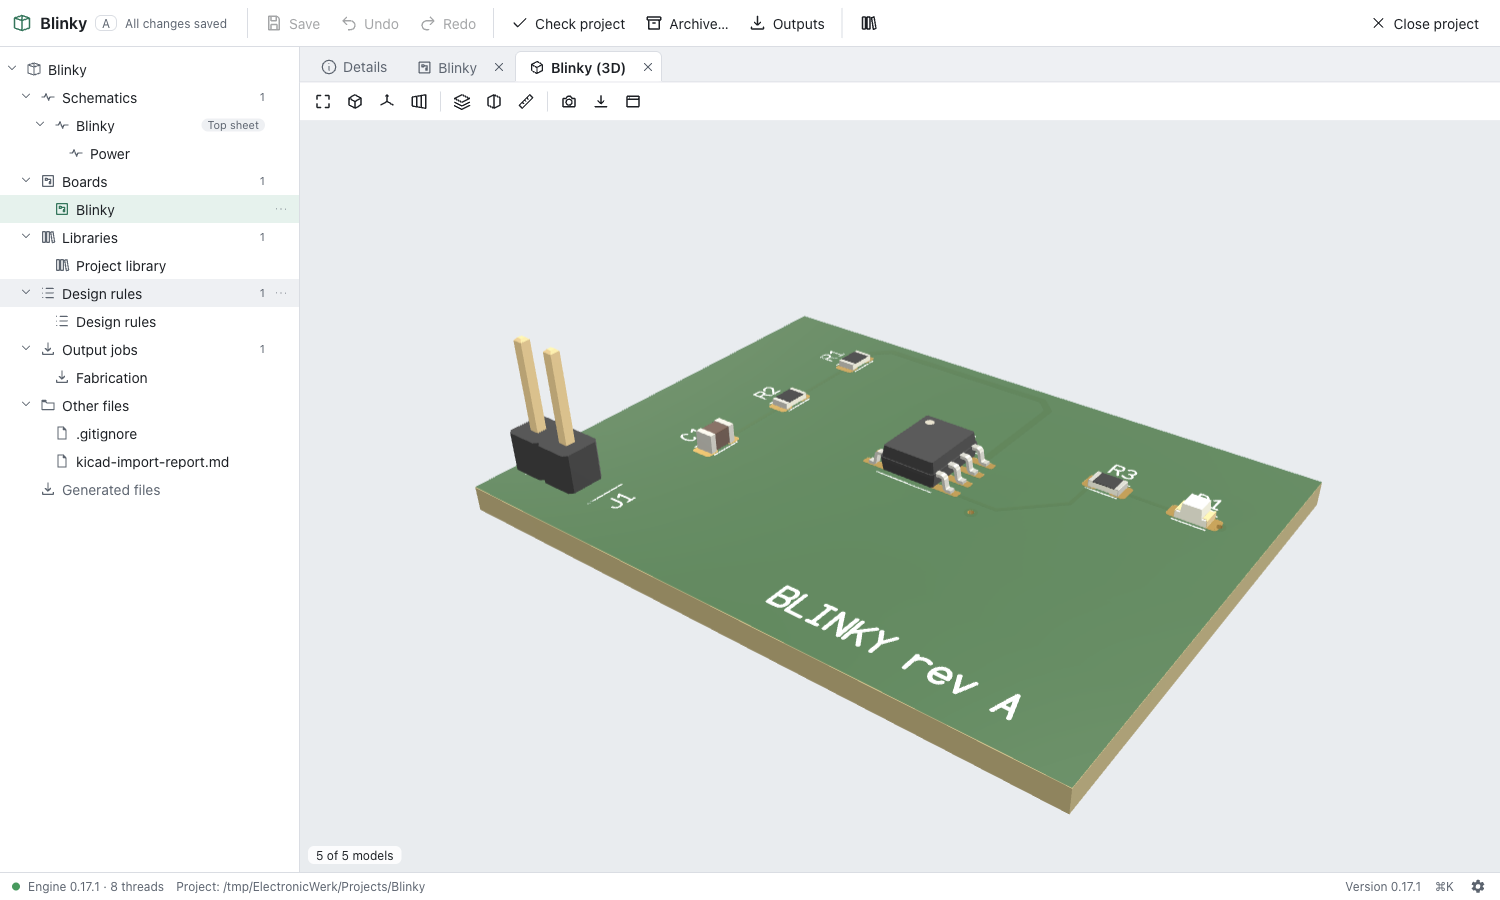 Blinky A All changes saved Save Undo Redo Check project Archive... Outputs Close project
Blinky
Schematics 1
Blinky Top sheet
Power
Boards 1
Blinky
Libraries 1
Project library
Design rules 1
Design rules
Output jobs 1
Fabrication
Other files
.gitignore
kicad-import-report.md
Generated files
Details Blinky Blinky (3D)
R1
R2
J1
R3
BLINKY rev A
5 of 5 models
Engine 0.17.1 · 8 threads Project: /tmp/ElectronicWerk/Projects/Blinky Version 0.17.1 ⌘K